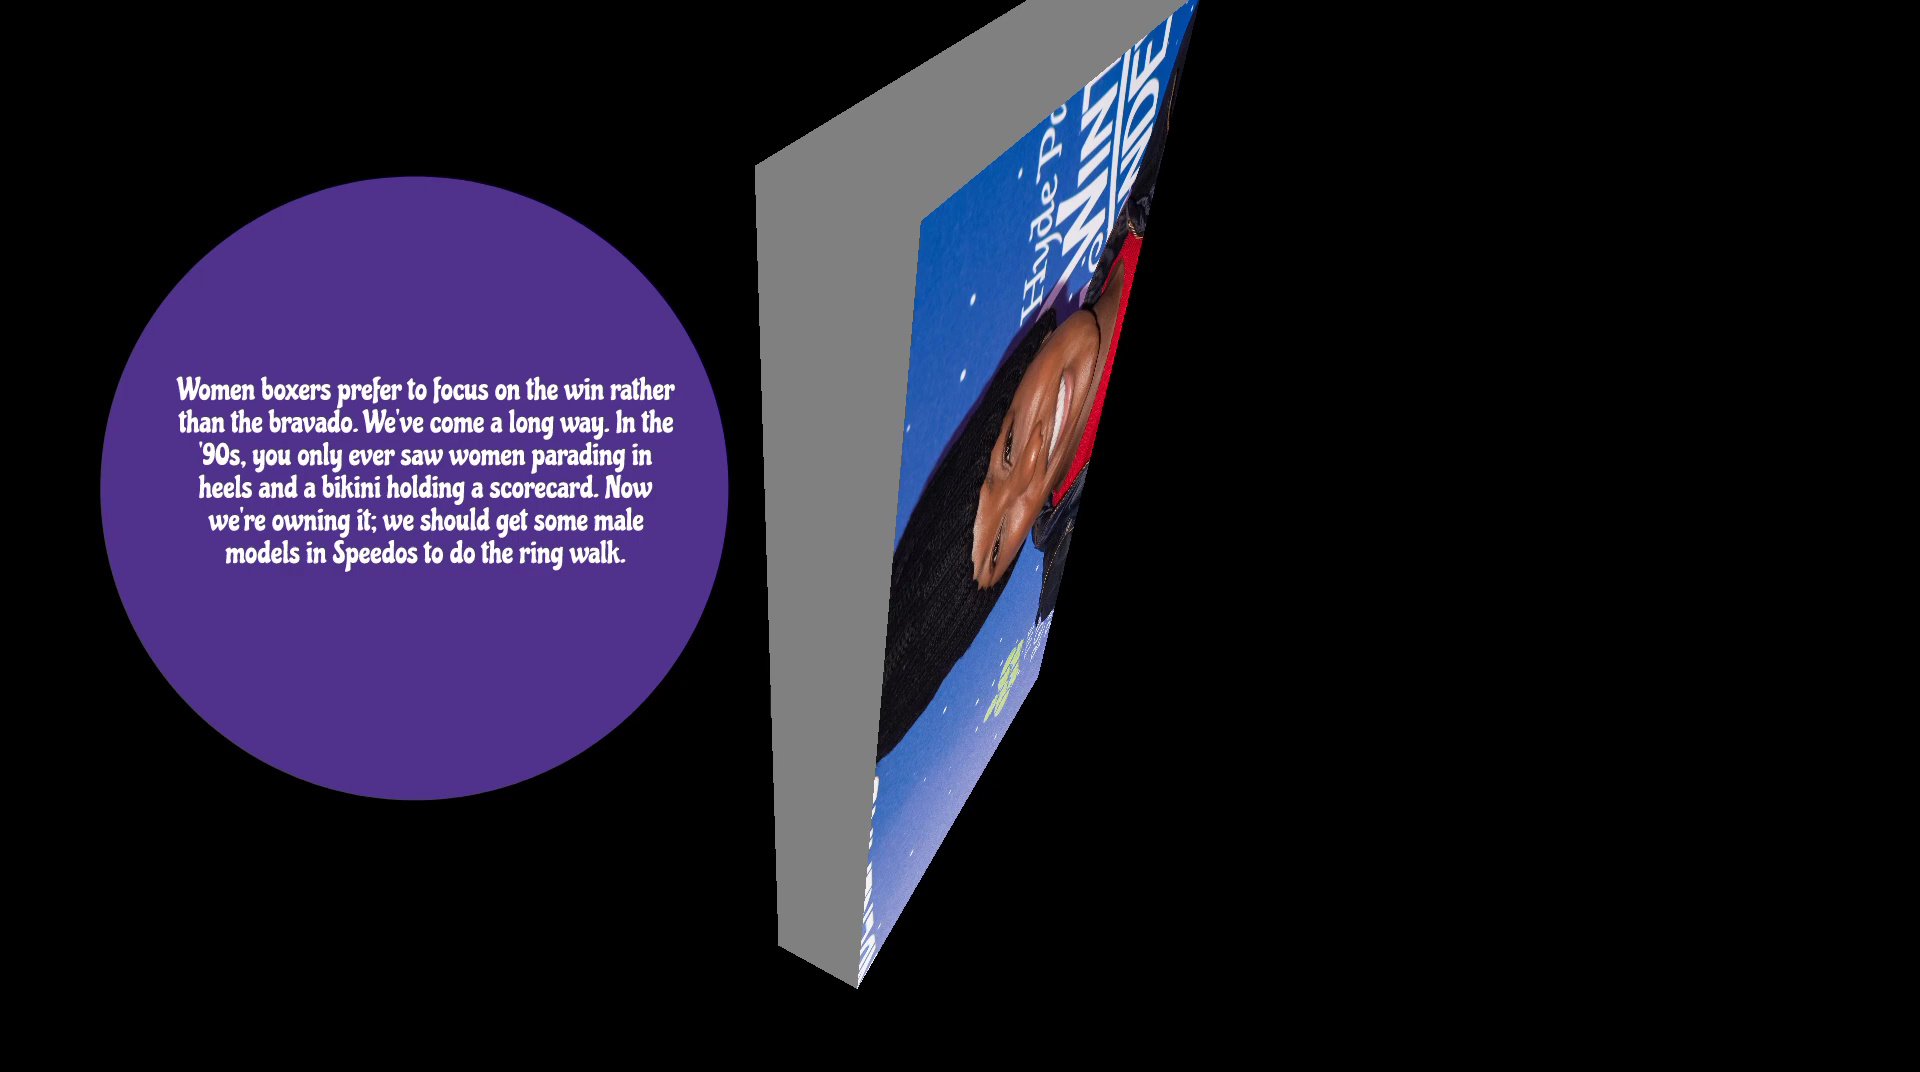 Women boxers prefer to focus on the win rather
than the bravado. We've come a long way. In the
'90s, you only ever saw women parading in
heels and a bikini holding a scorecard. Now
we're owning it; we should get some male
models in Speedos to do the ring walk.
Hyde